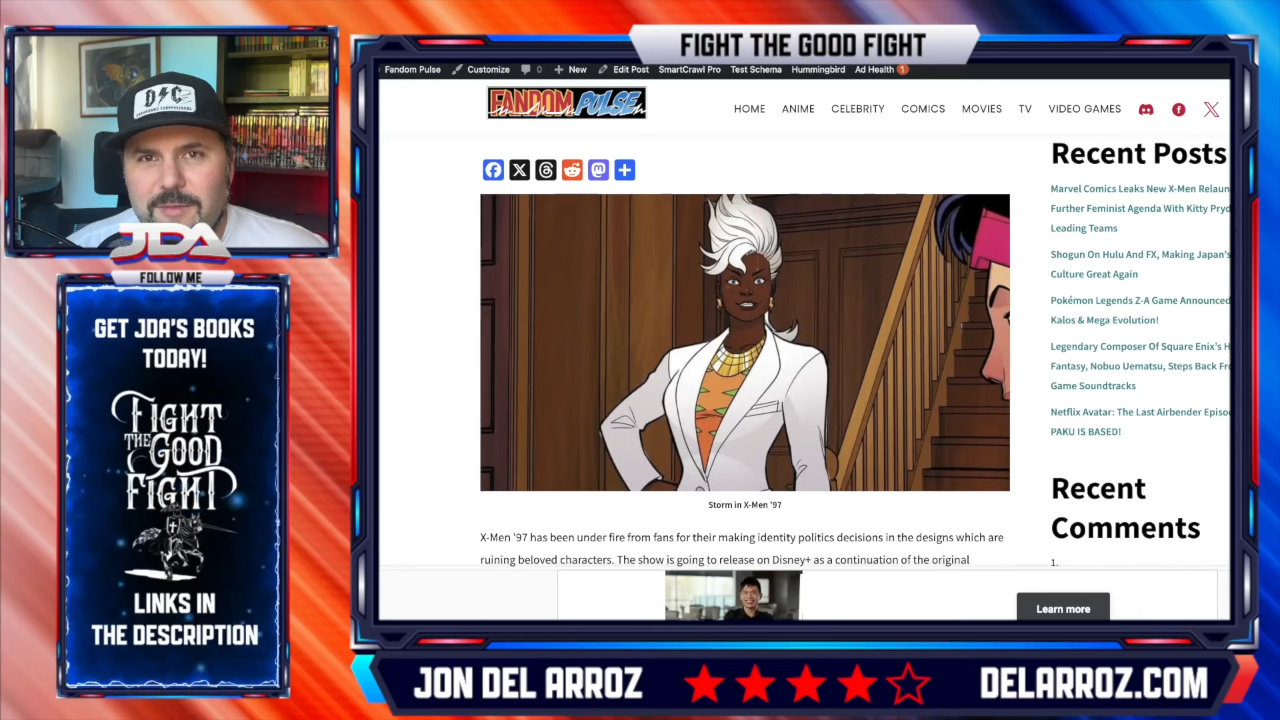 FIGHT THE GOOD FIGHT
Fandom Pulse Customize 0 New Edit Post SmartCrawl Pro Test Schema Hummingbird Ad Health 1
FANDOM PULSE
HOME ANIME CELEBRITY COMICS MOVIES TV VIDEO GAMES
D C
JDA
FOLLOW ME
GET JDA'S BOOKS
TODAY!
FIGHT
THE GOOD
FIGHT
LINKS IN
THE DESCRIPTION
Storm in X-Men '97
X-Men '97 has been under fire from fans for their making identity politics decisions in the designs which are
ruining beloved characters. The show is going to release on Disney+ as a continuation of the original
Recent Posts
Marvel Comics Leaks New X-Men Relaun
Further Feminist Agenda With Kitty Pryd
Leading Teams
Shogun On Hulu And FX, Making Japan's
Culture Great Again
Pokémon Legends Z-A Game Announced
Kalos & Mega Evolution!
Legendary Composer Of Square Enix's H
Fantasy, Nobuo Uematsu, Steps Back Fro
Game Soundtracks
Netflix Avatar: The Last Airbender Episo
PAKU IS BASED!
Recent
Comments
1.
Learn more
JON DEL ARROZ
DELARROZ.COM